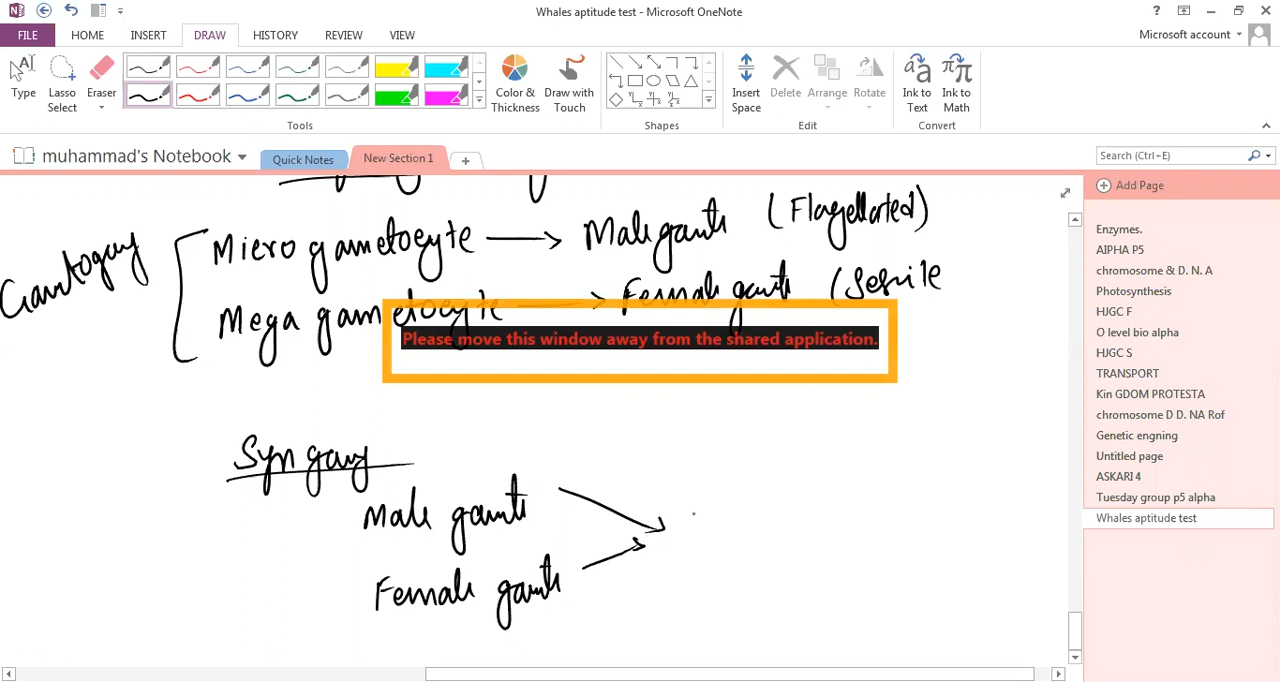 Whales aptitude test - Microsoft OneNote
?
FILE HOME INSERT DRAW HISTORY REVIEW VIEW
Microsoft account
Type Lasso Select Eraser Color & Thickness Draw with Touch Insert Space Delete Arrange Rotate Ink to Text Ink to Math
Tools Shapes Edit Convert
muhammad's Notebook Quick Notes New Section 1
Search (Ctrl+E)
Add Page
Enzymes.
AIPHA P5
chromosome & D. N. A
Photosynthesis
HJGC F
O level bio alpha
HJGC S
TRANSPORT
Kin GDOM PROTESTA
chromosome D D. NA Rof
Genetic engning
Untitled page
ASKARI 4
Tuesday group p5 alpha
Whales aptitude test
Micro gametocyte Male gamte (Flagellated)
Mega gametocyte Female gamte (Sesile
Please move this window away from the shared application.
Syngamy
Male gamte
Female gamte